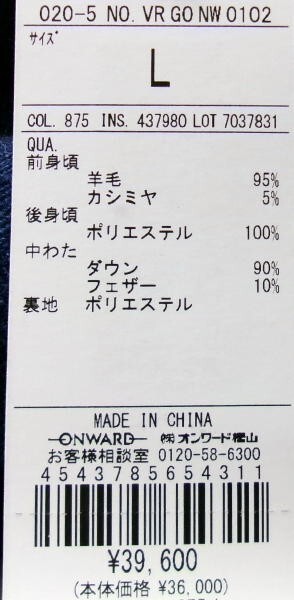 020-5 NO. VR GO NW 0102
サイズ
L
COL. 875 INS. 437980 LOT 7037831
QUA.
前身頃
羊毛 95%
カシミヤ 5%
後身頃
ポリエステル 100%
中わた
ダウン 90%
フェザー 10%
裏地 ポリエステル
MADE IN CHINA
ONWARD ㈱オンワード樫山
お客様相談室 0120-58-6300
4543785654311
¥39,600
(本体価格 ¥36,000)